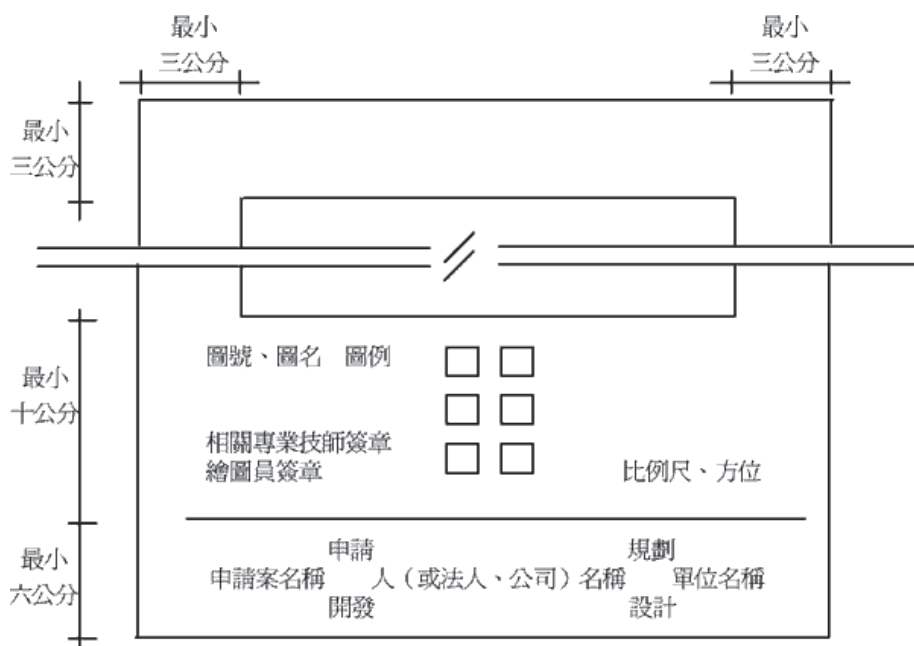 最小
三公分
最小
三公分
最小
三公分
圖號、圖名　圖例
最小
十公分
相關專業技師簽章
繪圖員簽章
比例尺、方位
最小
六公分
申請　規劃
申請案名稱　人（或法人、公司）名稱　單位名稱
開發　設計